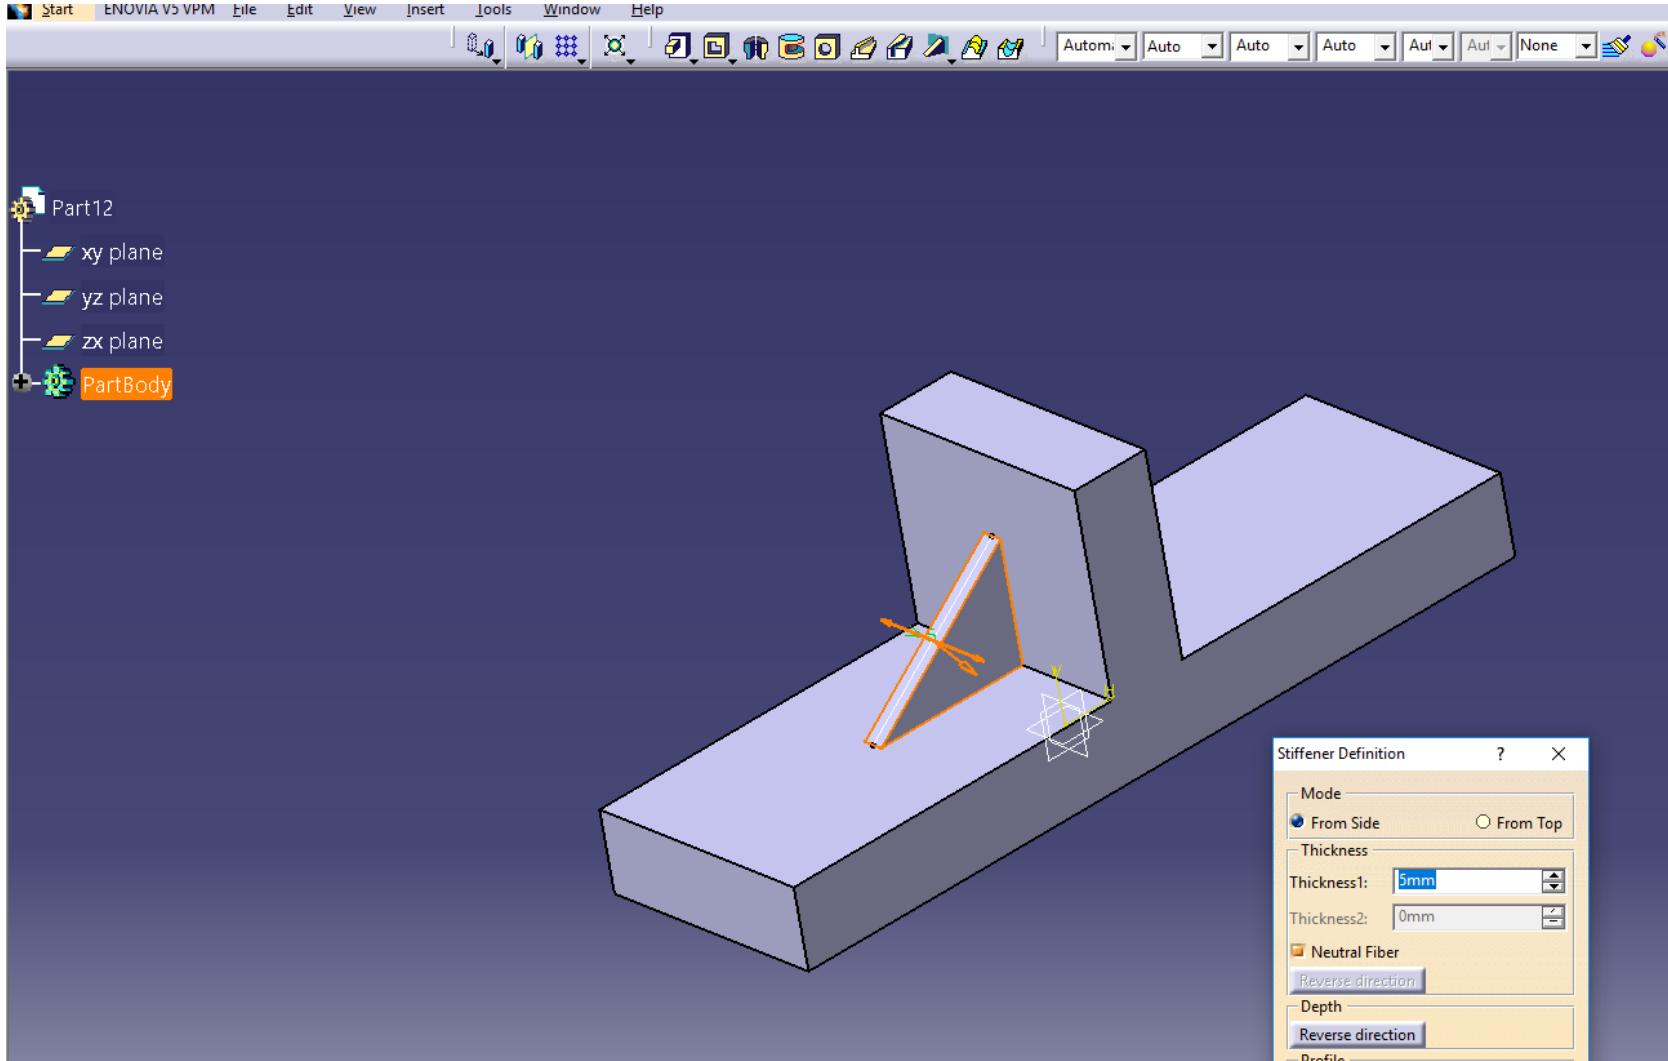 Start ENOVIA V5 VPM File Edit View Insert Tools Window Help
Autom: Auto Auto Auto Aut Aut None
Part12
xy plane
yz plane
zx plane
PartBody
5
V
H
Stiffener Definition ? X
Mode
From Side From Top
Thickness
Thickness1: 5mm
Thickness2: 0mm
Neutral Fiber
Reverse direction
Depth
Reverse direction
Profile